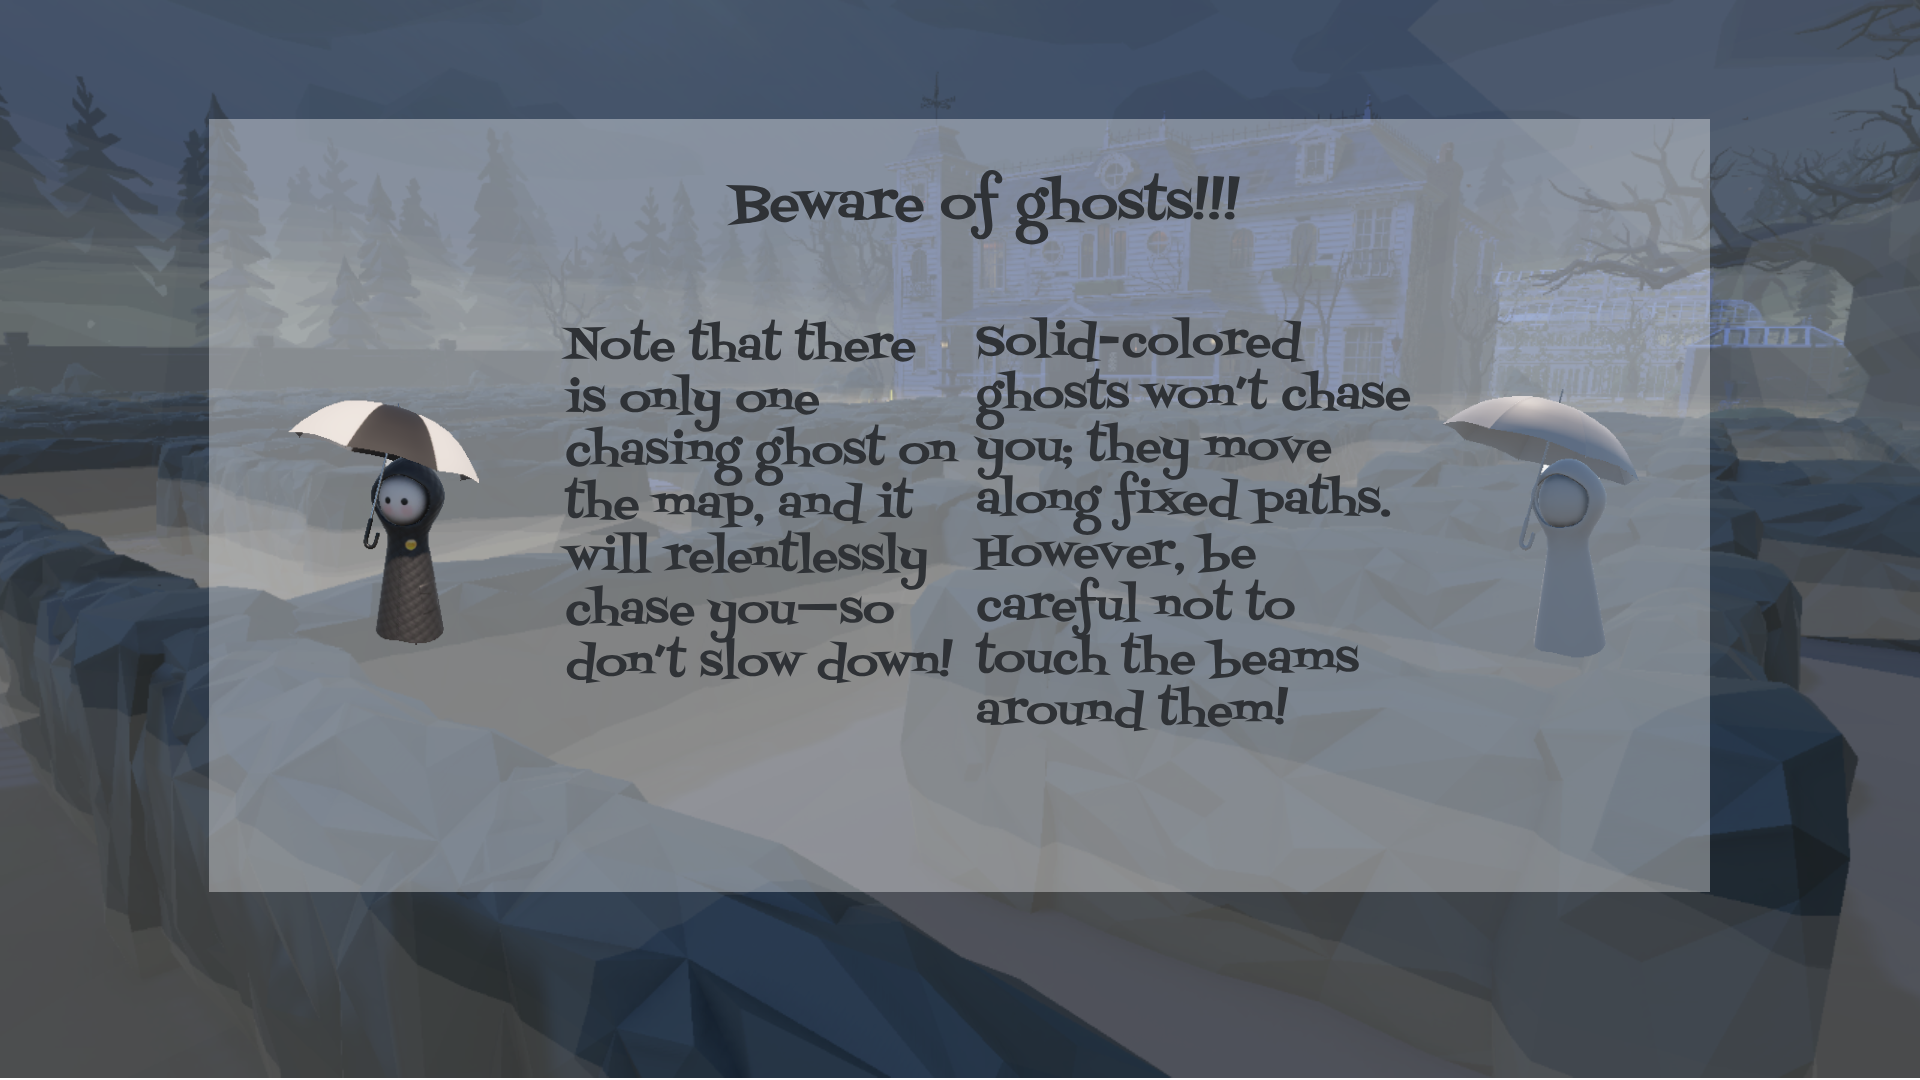 Beware of ghosts!!!
Note that there
is only one
chasing ghost on
the map, and it
will relentlessly
chase you—so
don't slow down!
Solid-colored
ghosts won't chase
you; they move
along fixed paths.
However, be
careful not to
touch the beams
around them!